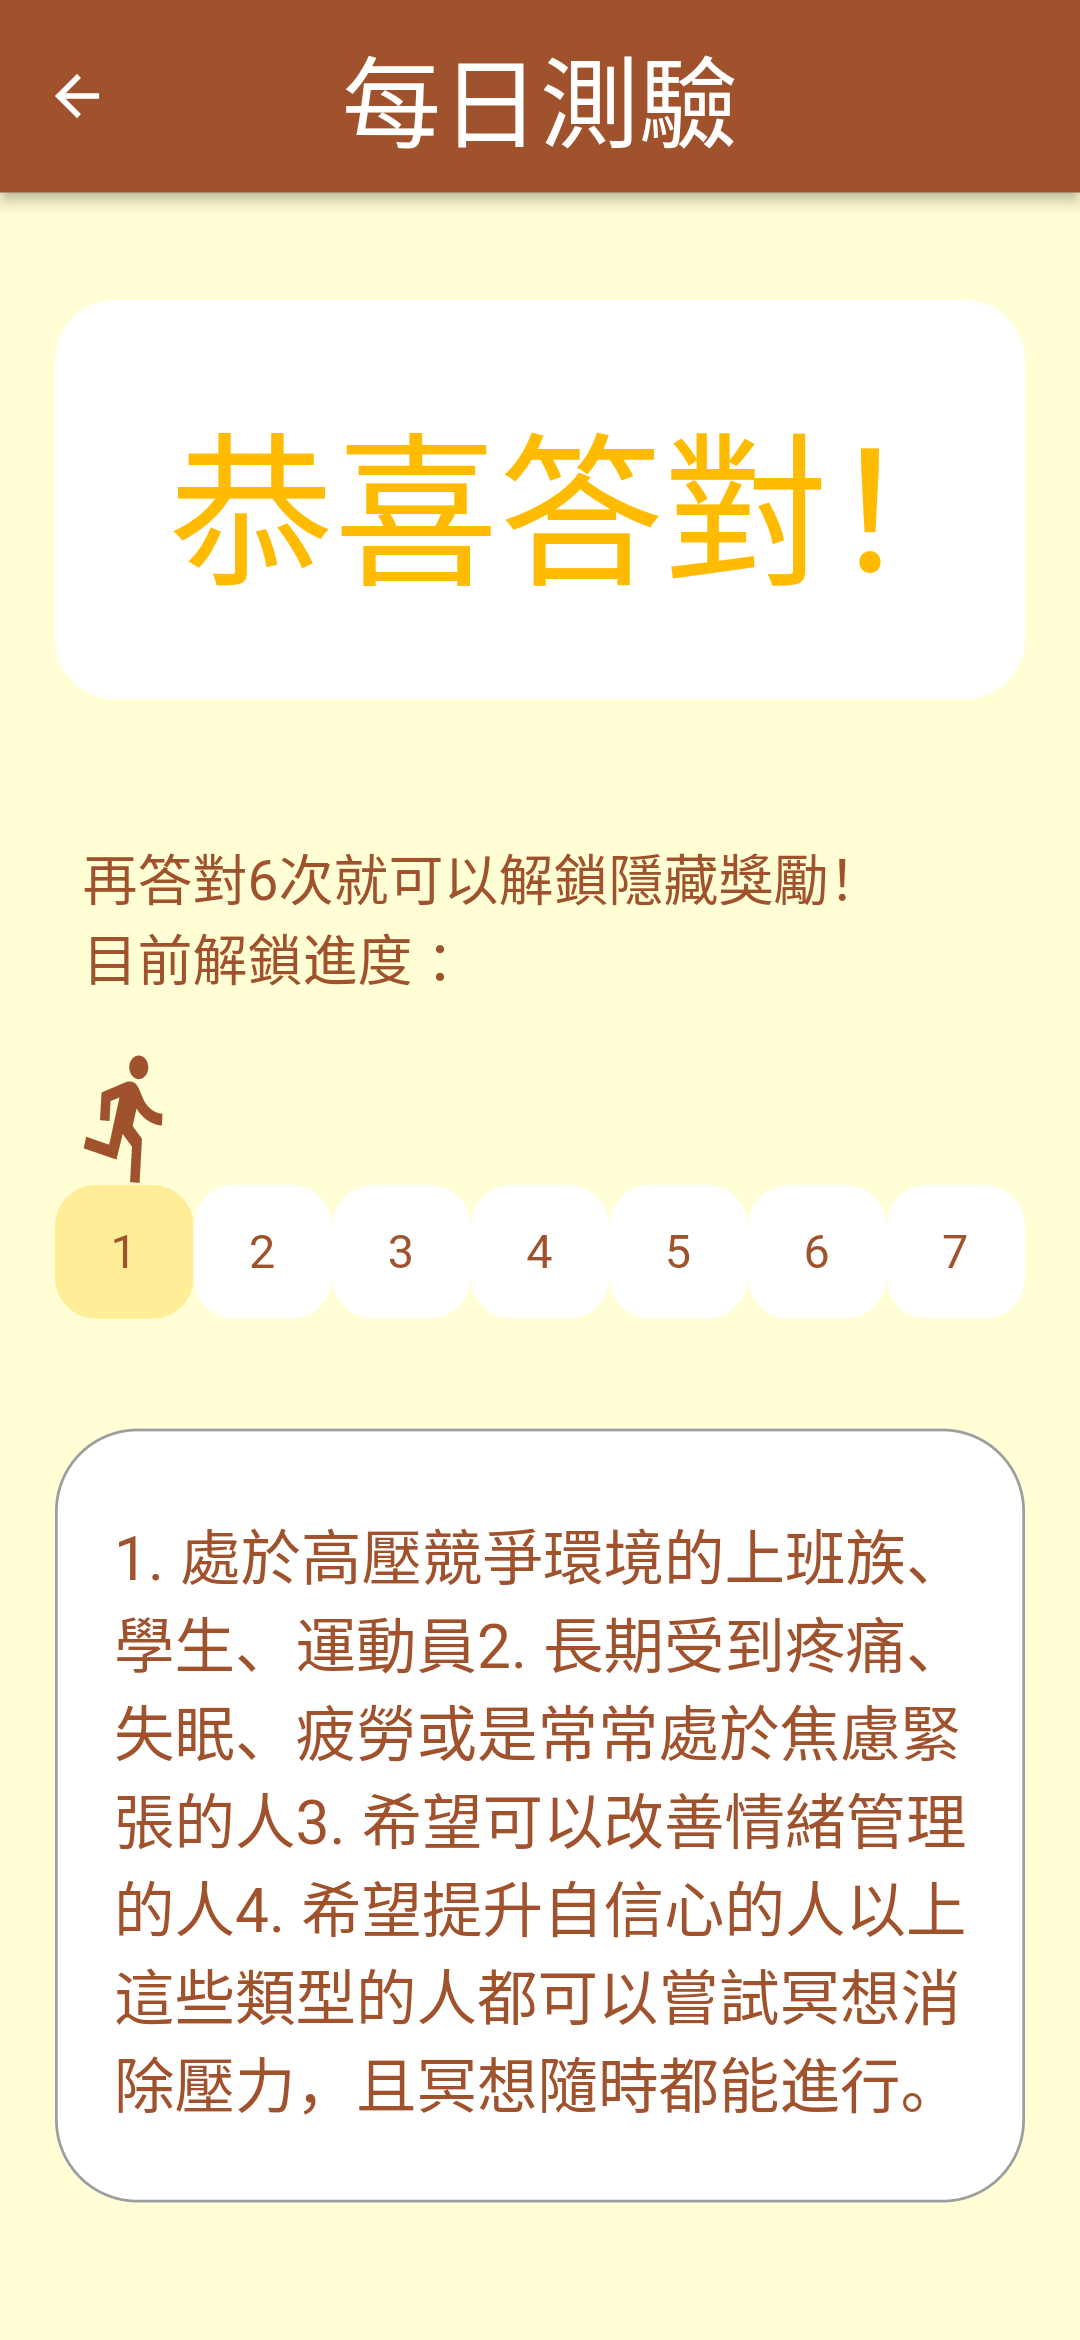 每日測驗
恭喜答對！
再答對6次就可以解鎖隱藏獎勵！
目前解鎖進度：
1 2 3 4 5 6 7
1. 處於高壓競爭環境的上班族、
學生、運動員2. 長期受到疼痛、
失眠、疲勞或是常常處於焦慮緊
張的人3. 希望可以改善情緒管理
的人4. 希望提升自信心的人以上
這些類型的人都可以嘗試冥想消
除壓力，且冥想隨時都能進行。